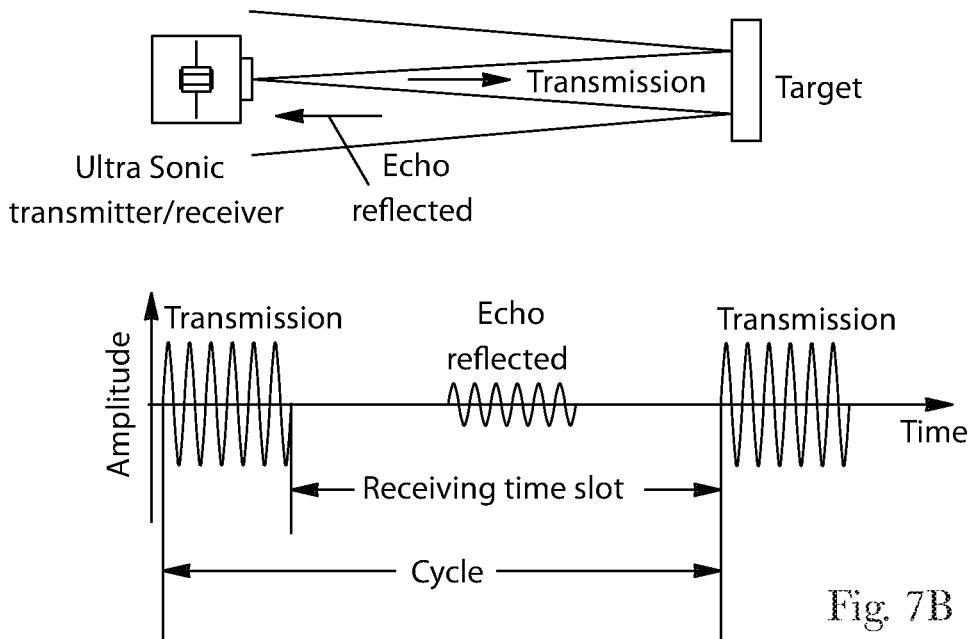 Transmission
Target
Ultra Sonic
transmitter/receiver
Echo
reflected
Transmission
Echo
reflected
Transmission
Amplitude
Time
Receiving time slot
Cycle
Fig. 7B